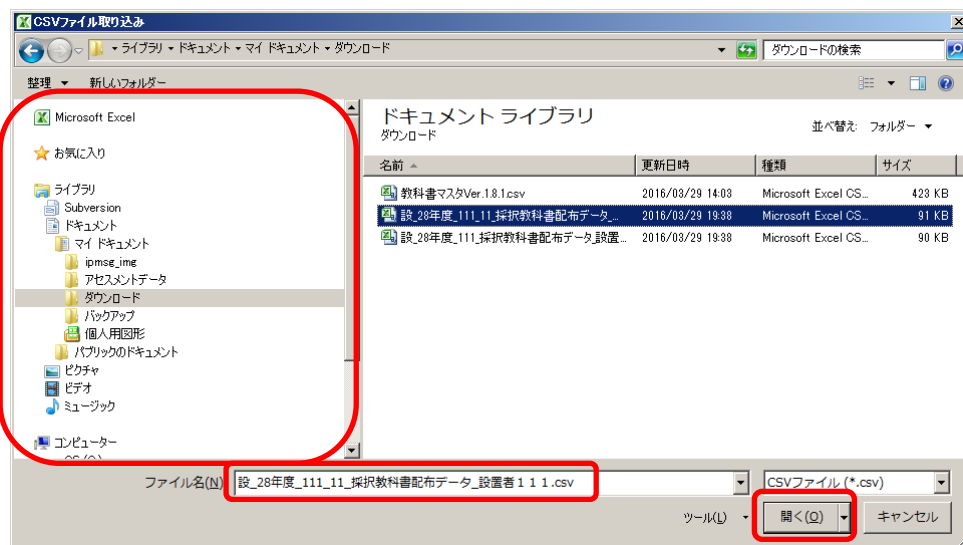 CSVファイル取り込み
ライブラリ ドキュメント マイ ドキュメント ダウンロード
ダウンロードの検索
整理 新しいフォルダー
Microsoft Excel
お気に入り
ライブラリ
Subversion
ドキュメント
マイ ドキュメント
ipmsg_img
アセスメントデータ
ダウンロード
バックアップ
個人用図形
パブリックのドキュメント
ピクチャ
ビデオ
ミュージック
コンピューター
ドキュメント ライブラリ
ダウンロード
並べ替え: フォルダー
名前 更新日時 種類 サイズ
教科書マスタVer.1.8.1.csv 2016/03/29 14:03 Microsoft Excel CS... 423 KB
設_28年度_111_11_採択教科書配布データ_... 2016/03/29 19:38 Microsoft Excel CS... 91 KB
設_28年度_111_採択教科書配布データ_設置... 2016/03/29 19:38 Microsoft Excel CS... 90 KB
ファイル名(N) 設_28年度_111_11_採択教科書配布データ_設置者１１１.csv CSVファイル (*.csv)
ツール(L) 開く(O) キャンセル